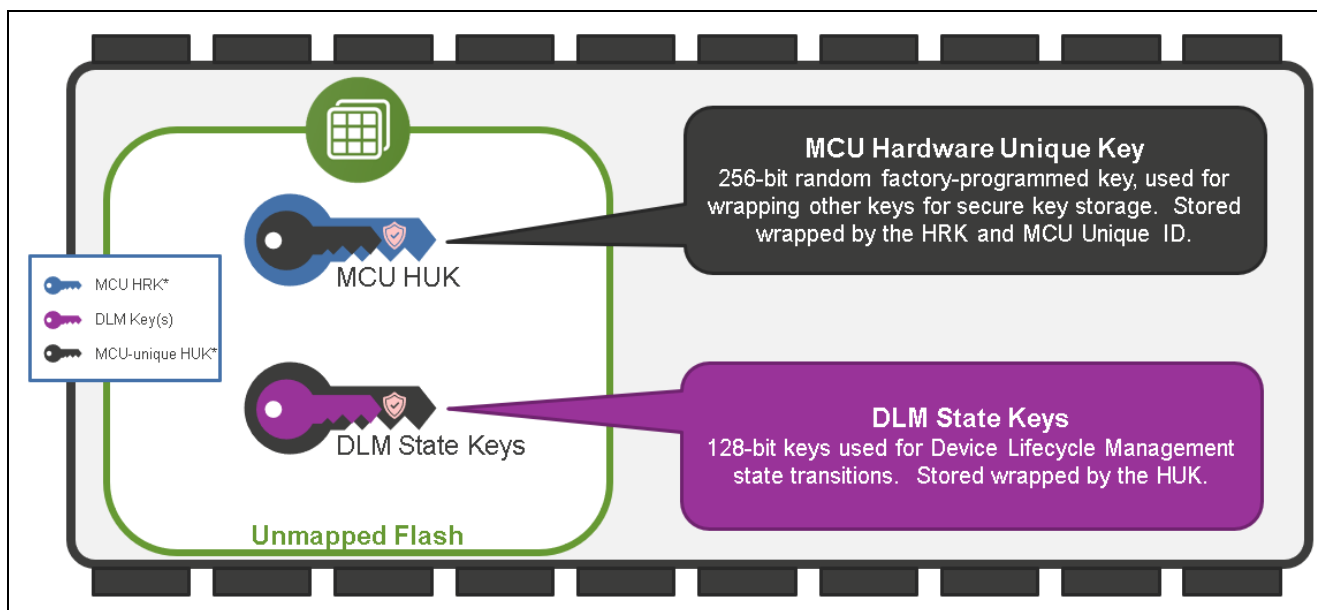 MCU Hardware Unique Key
256-bit random factory-programmed key, used for
wrapping other keys for secure key storage. Stored
wrapped by the HRK and MCU Unique ID.
MCU HUK
MCU HRK*
DLM Key(s)
MCU-unique HUK*
DLM State Keys
DLM State Keys
128-bit keys used for Device Lifecycle Management
state transitions. Stored wrapped by the HUK.
Unmapped Flash